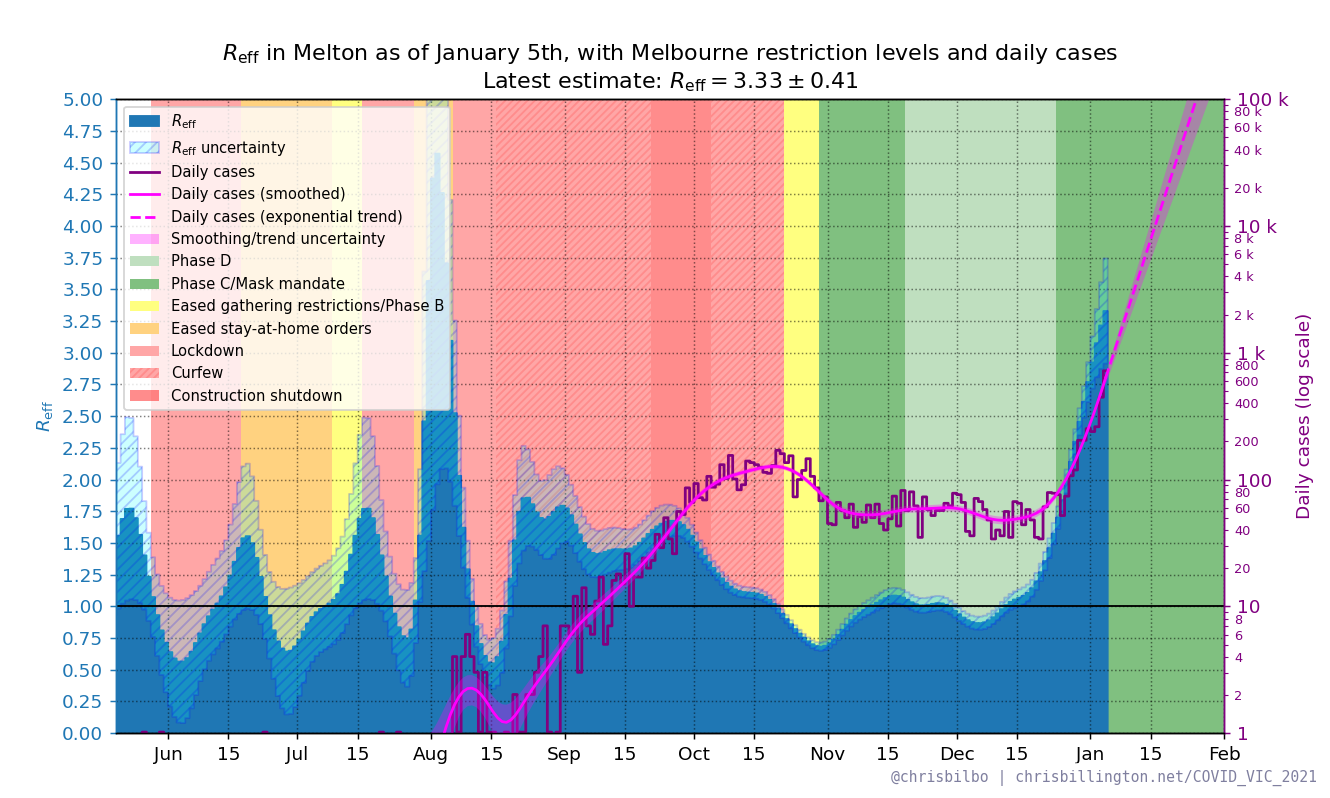 Reff in Melton as of January 5th, with Melbourne restriction levels and daily cases
Latest estimate: Reff = 3.33 ± 0.41
5.00
4.75
4.50
4.25
4.00
3.75
3.50
3.25
3.00
2.75
2.50
2.25
2.00
1.75
1.50
1.25
1.00
0.75
0.50
0.25
0.00
Reff
Reff
Reff uncertainty
Daily cases
Daily cases (smoothed)
Daily cases (exponential trend)
Smoothing/trend uncertainty
Phase D
Phase C/Mask mandate
Eased gathering restrictions/Phase B
Eased stay-at-home orders
Lockdown
Curfew
Construction shutdown
100 k
80 k
60 k
40 k
20 k
10 k
8 k
6 k
4 k
2 k
1 k
800
600
400
200
100
80
60
40
20
10
8
6
4
2
1
Daily cases (log scale)
Jun 15 Jul 15 Aug 15 Sep 15 Oct 15 Nov 15 Dec 15 Jan 15 Feb
@chrisbilbo | chrisbillington.net/COVID_VIC_2021